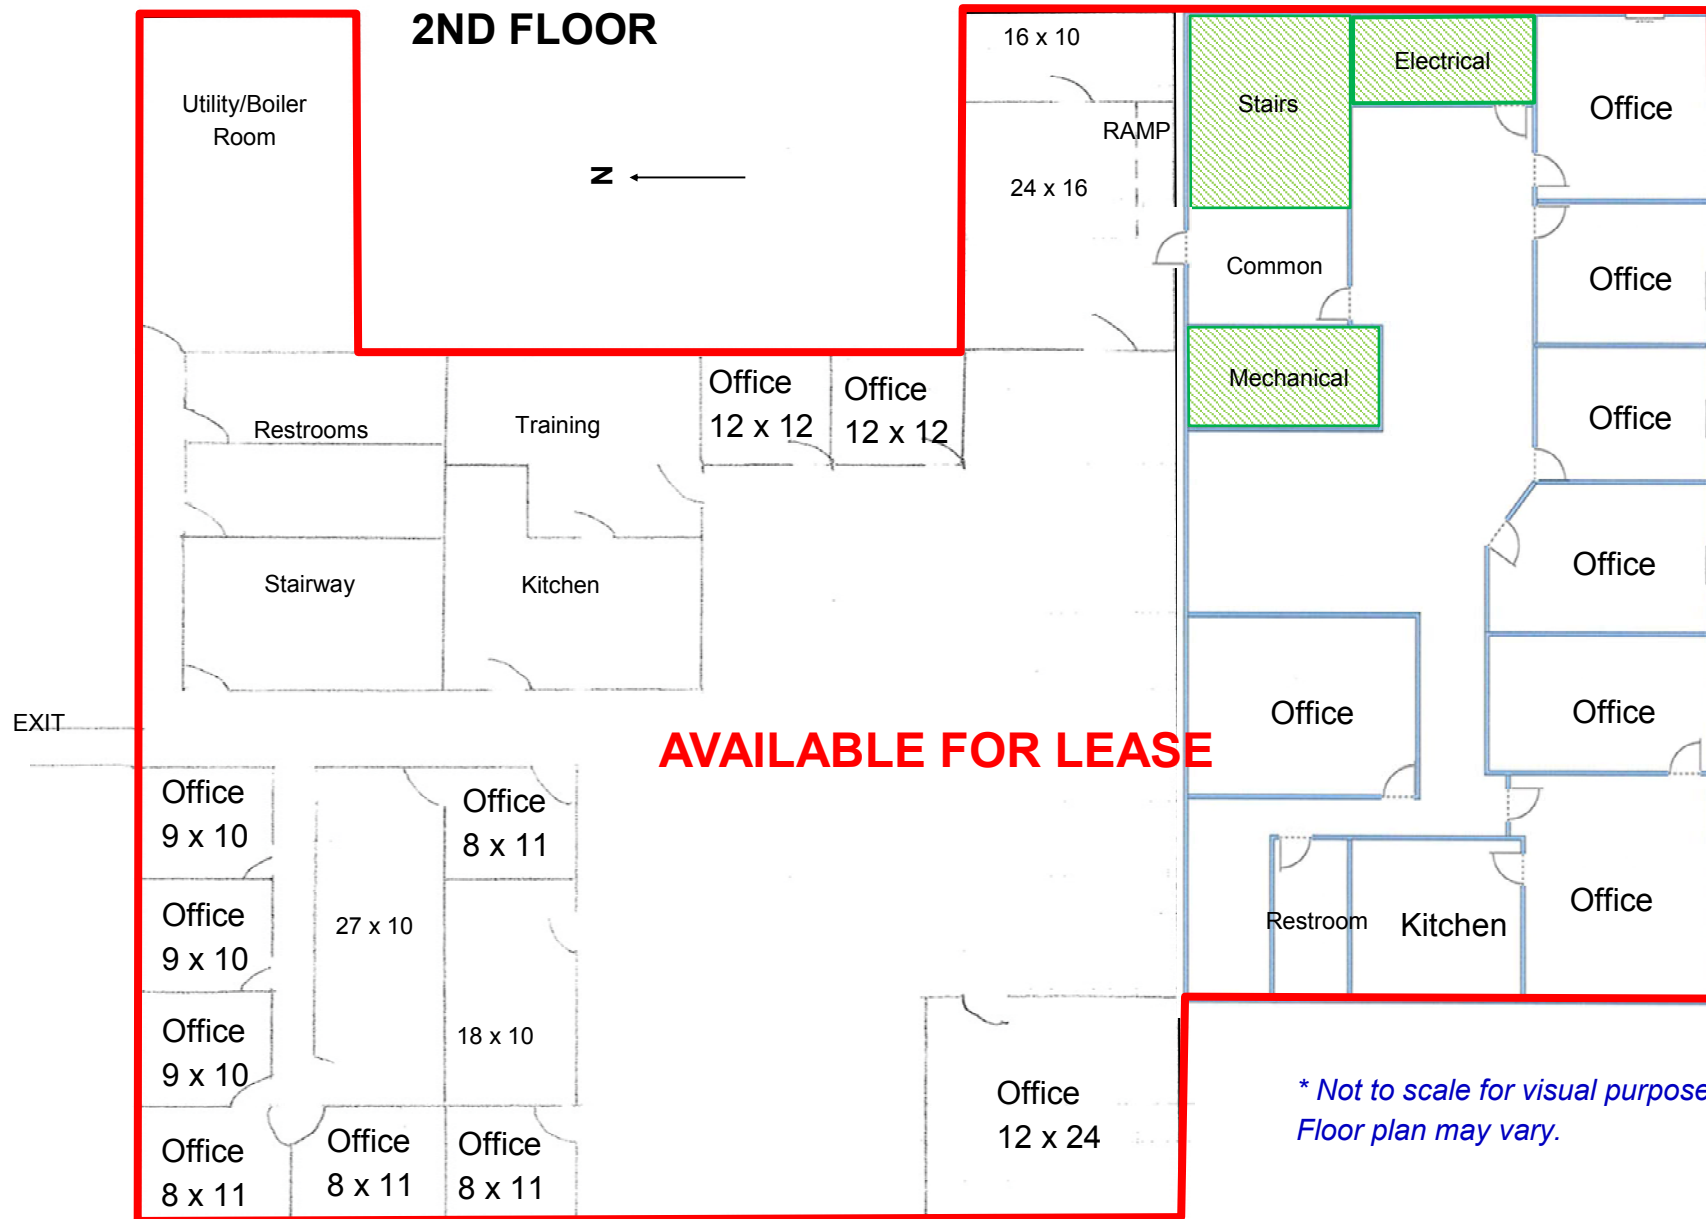 2ND FLOOR
16 x 10
Electrical
Utility/Boiler
Room
Stairs
Office
RAMP
N
24 x 16
Common
Office
Mechanical
Office
12 x 12
Office
12 x 12
Restrooms
Training
Office
Stairway
Kitchen
Office
EXIT
AVAILABLE FOR LEASE
Office
Office
Office
9 x 10
Office
8 x 11
Office
9 x 10
27 x 10
Restroom
Kitchen
Office
Office
9 x 10
18 x 10
Office
12 x 24
* Not to scale for visual purpose
Floor plan may vary.
Office
8 x 11
Office
8 x 11
Office
8 x 11